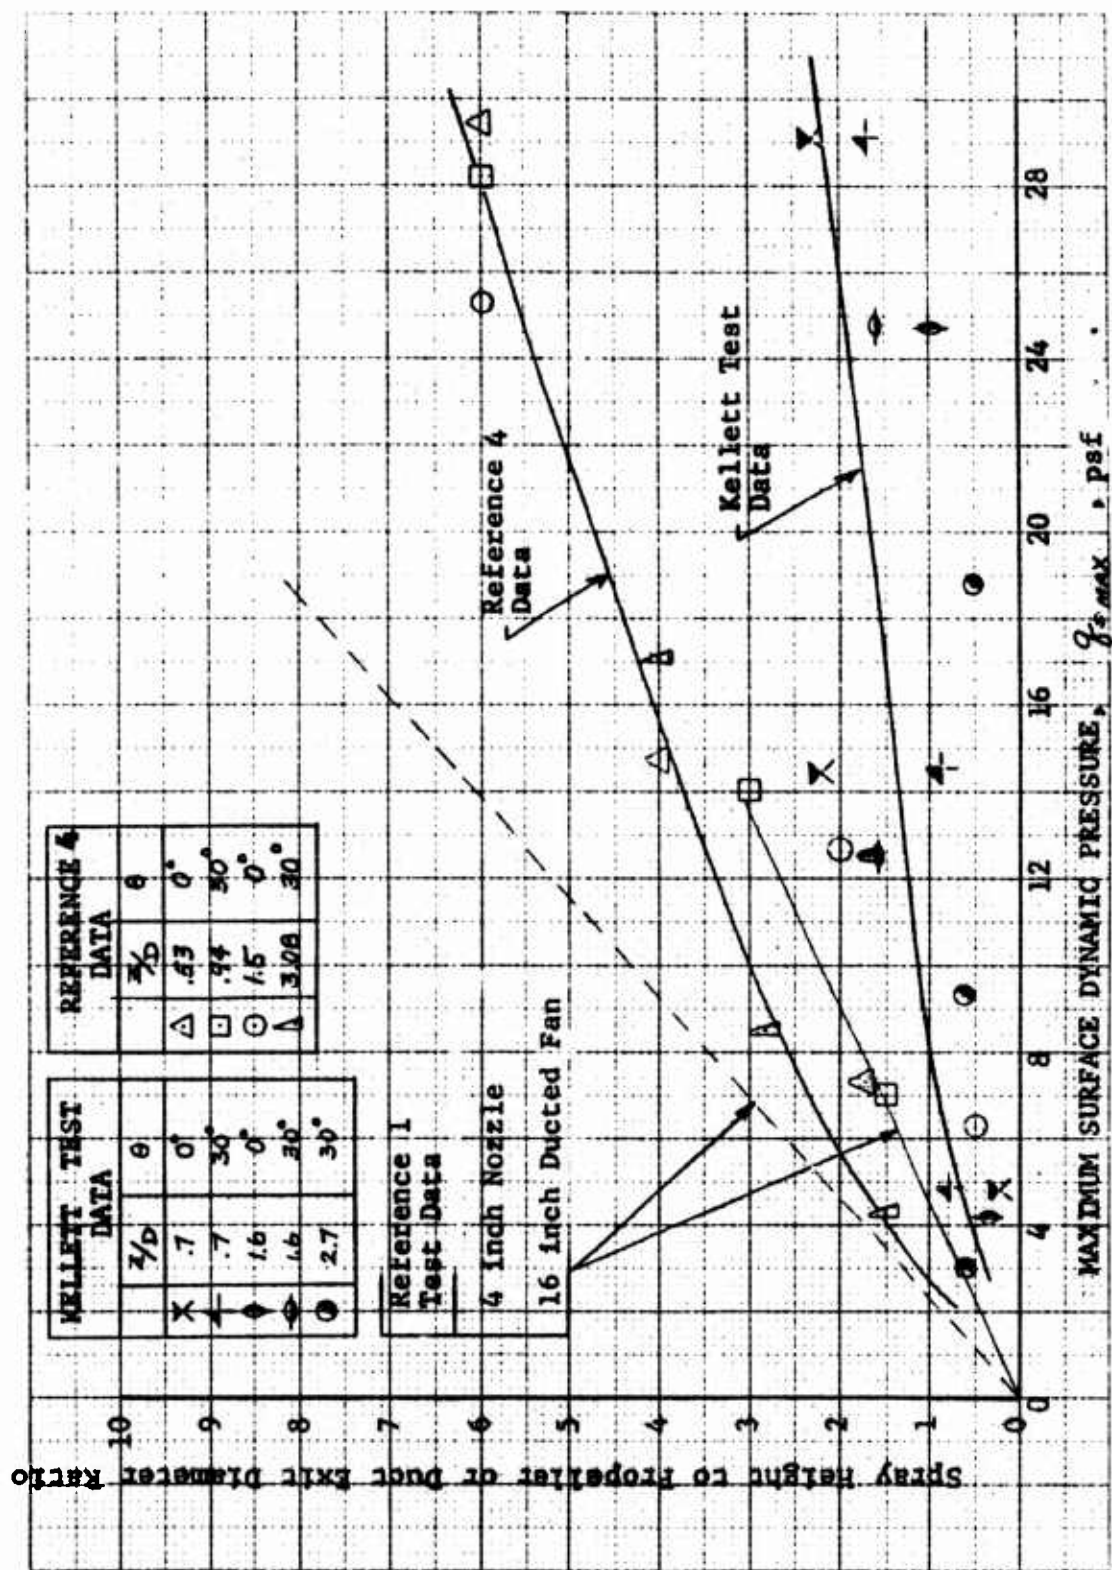 KELLETT TEST
DATA
Z/D θ
.7 0°
.7 30°
1.6 0°
1.6 30°
2.7 30°
REFERENCE 4
DATA
Z/D θ
.53 0°
.94 30°
1.5 0°
3.08 30°
Reference 1
Test Data
4 Inch Nozzle
16 inch Ducted Fan
Reference 4
Data
Kellett Test
Data
Spray Height to Propeller or Duct Exit Diameter Ratio
10
9
8
7
6
5
4
3
2
1
0
0 4 8 12 16 20 24 28
MAXIMUM SURFACE DYNAMIC PRESSURE, q s MAX , psf